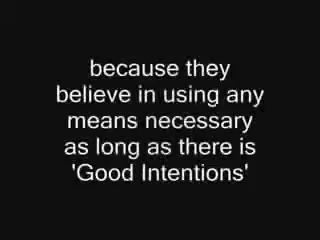 because they
believe in using any
means necessary
as long as there is
'Good Intentions'